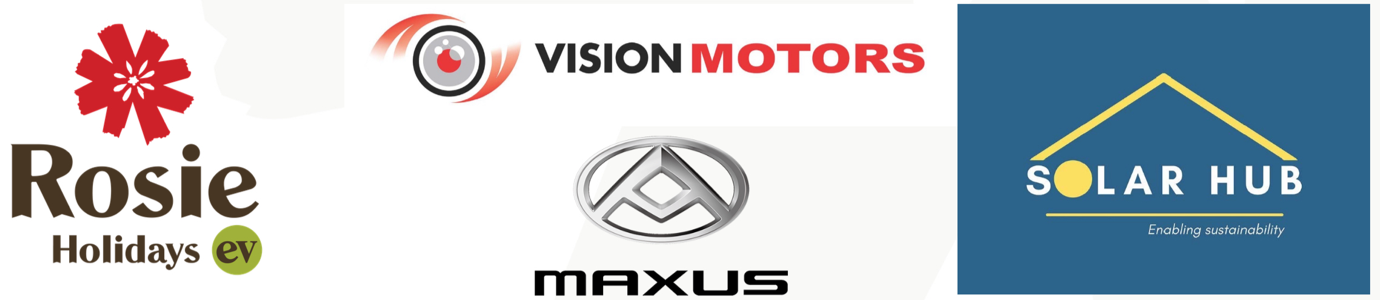 Rosie
Holidays ev
VISION MOTORS
MAXUS
SOLAR HUB
Enabling sustainability